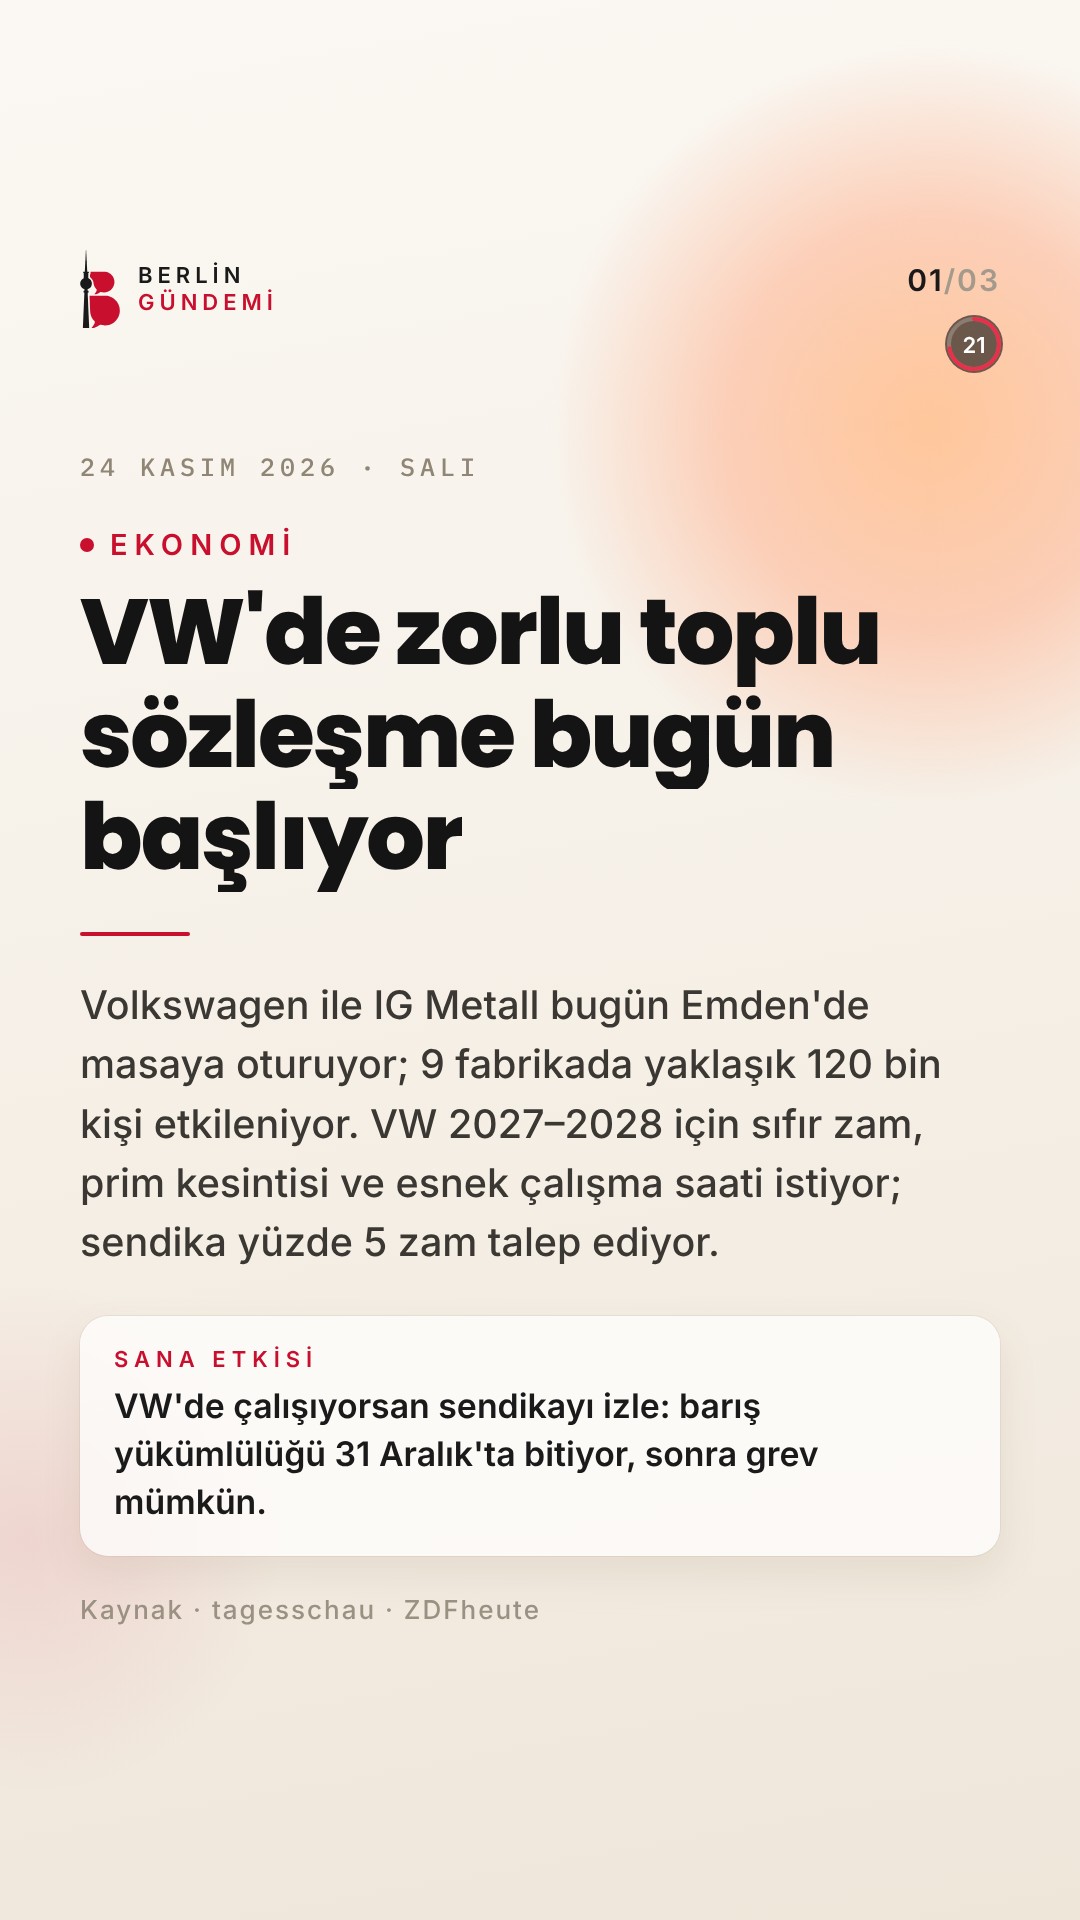 BERLİN
GÜNDEMİ
01/03
21
24 KASIM 2026 · SALI
EKONOMİ
VW'de zorlu toplu
sözleşme bugün
başlıyor
Volkswagen ile IG Metall bugün Emden'de
masaya oturuyor; 9 fabrikada yaklaşık 120 bin
kişi etkileniyor. VW 2027–2028 için sıfır zam,
prim kesintisi ve esnek çalışma saati istiyor;
sendika yüzde 5 zam talep ediyor.
SANA ETKİSİ
VW'de çalışıyorsan sendikayı izle: barış
yükümlülüğü 31 Aralık'ta bitiyor, sonra grev
mümkün.
Kaynak · tagesschau · ZDFheute